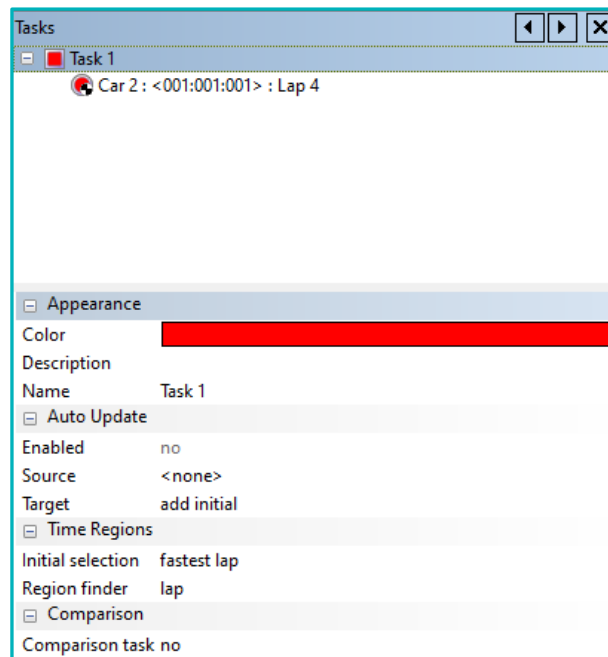 Tasks
Task 1
Car 2 : <001:001:001> : Lap 4
Appearance
Color
Description
Name Task 1
Auto Update
Enabled no
Source <none>
Target add initial
Time Regions
Initial selection fastest lap
Region finder lap
Comparison
Comparison task no